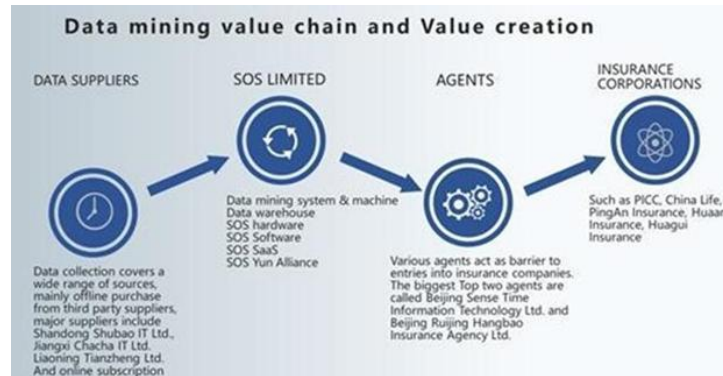 Data mining value chain and Value creation
DATA SUPPLIERS
SOS LIMITED
AGENTS
INSURANCE
CORPORATIONS
Data collection covers a
wide range of sources,
mainly offline purchase
from third party suppliers,
major suppliers include
Shandong Shubao IT Ltd.,
Jiangxi Chacha IT Ltd.
Liaoning Tianzheng Ltd.
And online subscription
Data mining system & machine
Data warehouse
SOS hardware
SOS Software
SOS SaaS
SOS Yun Alliance
Various agents act as barrier to
entries into insurance companies.
The biggest Top two agents are
called Beijing Sense Time
Information Technology Ltd. and
Beijing Ruijing Hangbao
Insurance Agency Ltd.
Such as PICC, China Life,
PingAn Insurance, Huaan
Insurance, Huagui
Insurance